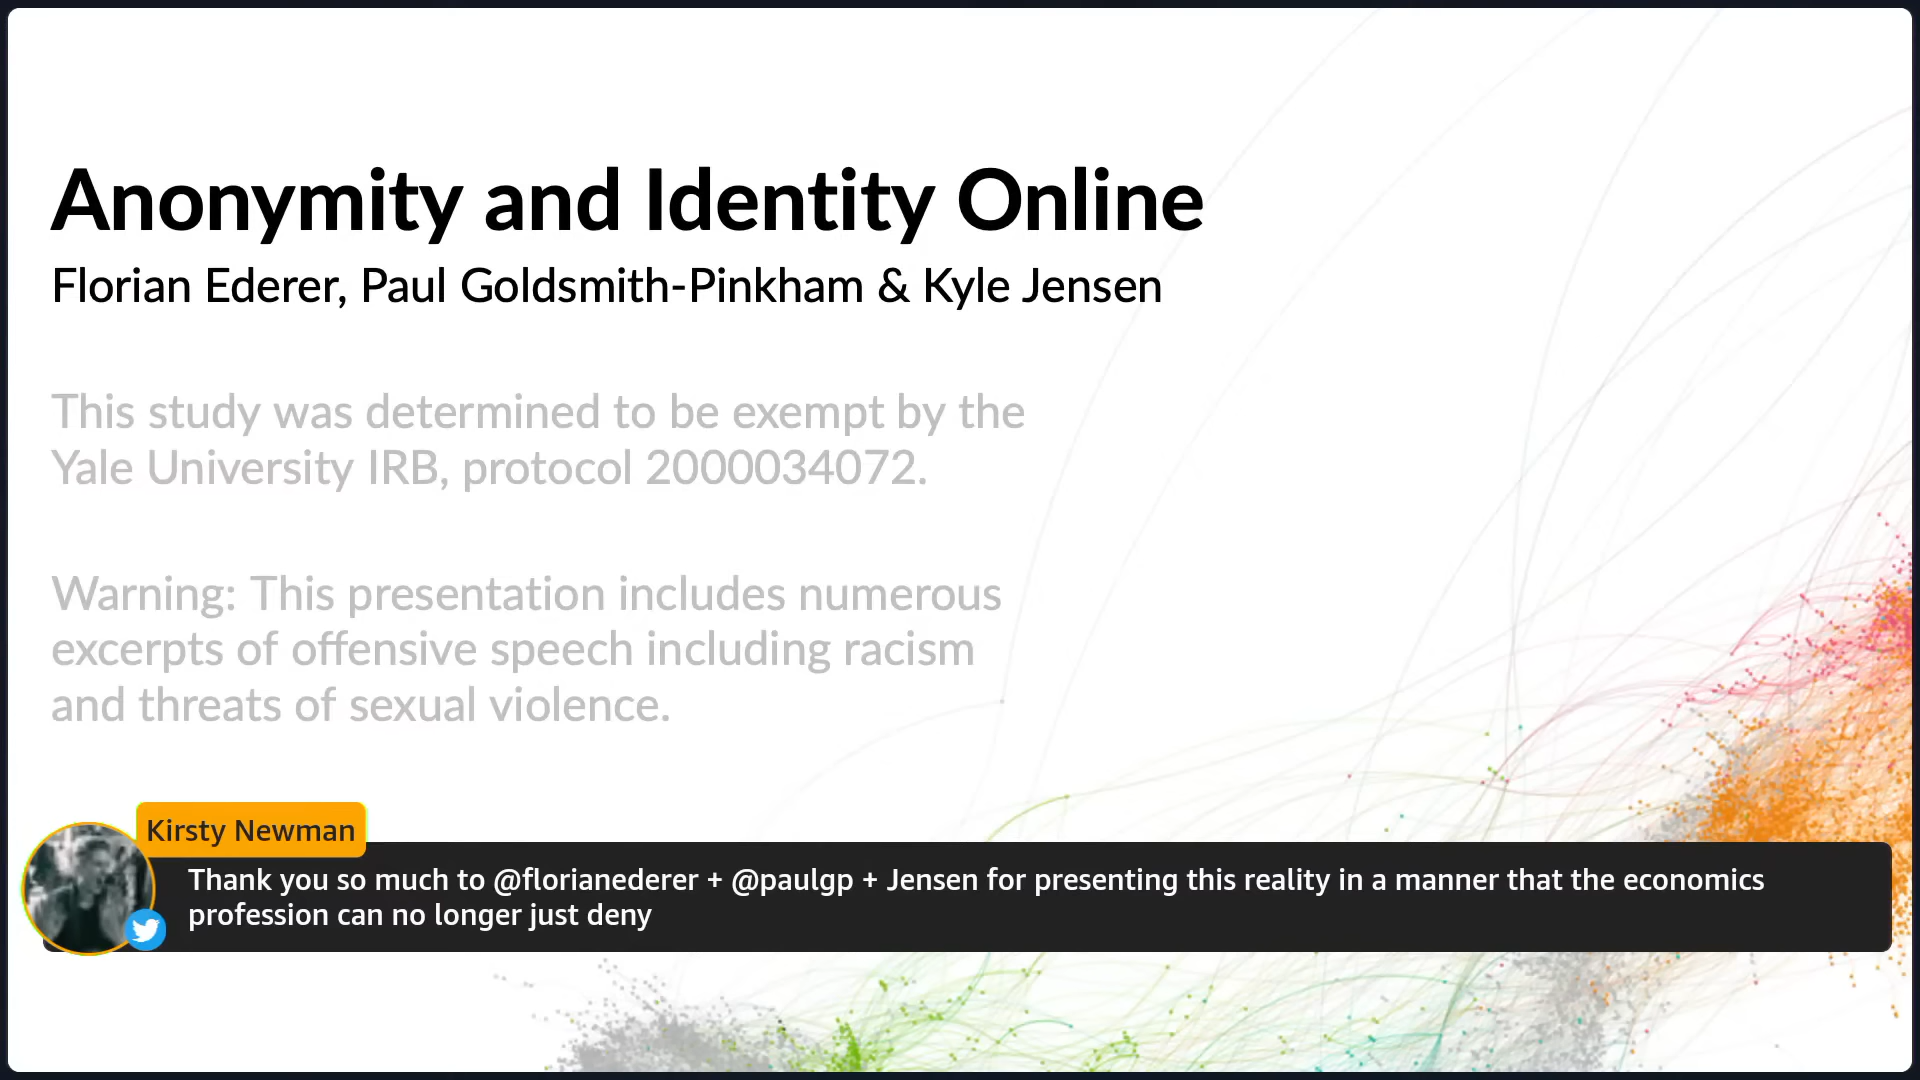 Anonymity and Identity Online
Florian Ederer, Paul Goldsmith-Pinkham & Kyle Jensen
This study was determined to be exempt by the
Yale University IRB, protocol 2000034072.
Warning: This presentation includes numerous
excerpts of offensive speech including racism
and threats of sexual violence.
Kirsty Newman
Thank you so much to @florianederer + @paulgp + Jensen for presenting this reality in a manner that the economics
profession can no longer just deny